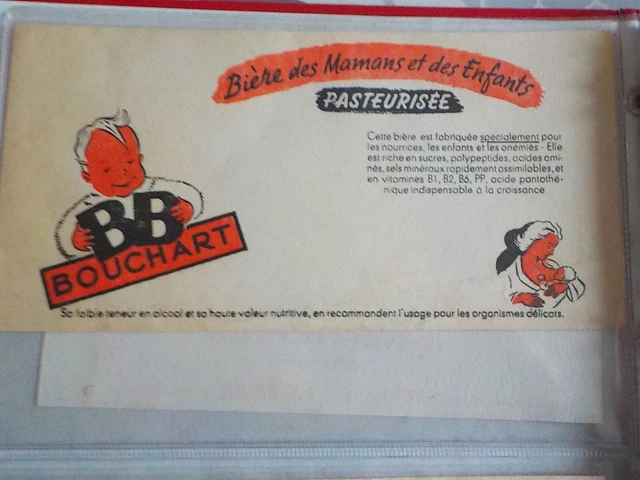 Bière des Mamans et des Enfants
PASTEURISÉE
Cette bière est fabriquée spécialement pour
les nourrices, les enfants et les anémiés - Elle
est riche en sucres, polypeptides, acides ami-
nés, sels minéraux rapidement assimilables, et
en vitamines B1, B2, B6, PP, acide pantothé-
nique indispensable à la croissance
BB
BOUCHART
Sa faible teneur en alcool et sa haute valeur nutritive, en recommandent l'usage pour les organismes délicats.